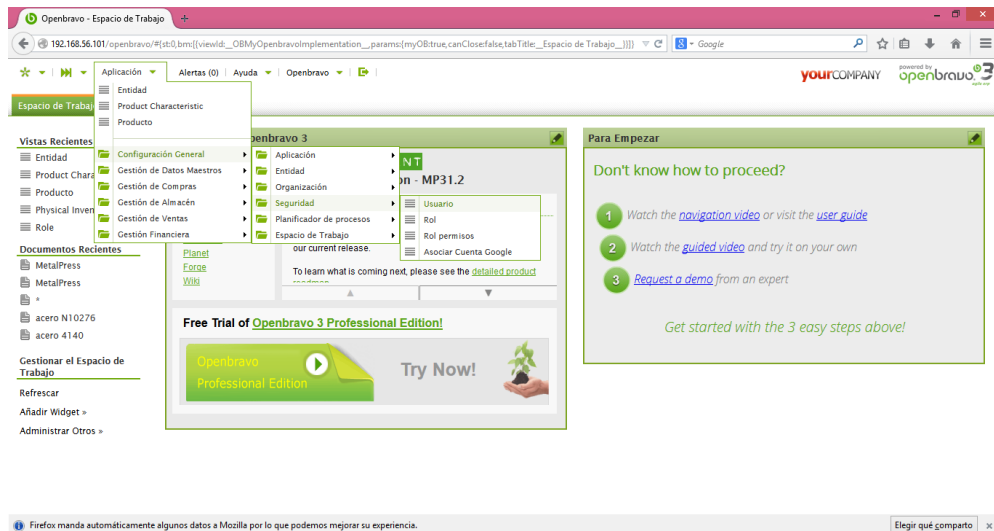 Openbravo - Espacio de Trabajo
192.168.56.101/openbravo/#{st:0,bm:[{viewId:__OBMyOpenbravoImplementation__,params:{myOB:true,canClose:false,tabTitle:__Espacio de Trabajo__}}]}
8 - Google
Aplicación
Alertas (0)
Ayuda
Openbravo
yourCOMPANY
powered by
openbravo 3
Espacio de Trabaj
Entidad
Product Characteristic
Producto
Configuración General
Gestión de Datos Maestros
Gestión de Compras
Gestión de Almacén
Gestión de Ventas
Gestión Financiera
Aplicación
Entidad
Organización
Seguridad
Planificador de procesos
Espacio de Trabajo
Usuario
Rol
Rol permisos
Asociar Cuenta Google
Vistas Recientes
Entidad
Product Chara
Producto
Physical Inven
Role
Documentos Recientes
MetalPress
MetalPress
*
acero N10276
acero 4140
Gestionar el Espacio de
Trabajo
Refrescar
Añadir Widget »
Administrar Otros »
penbravo 3
NT
on - MP31.2
our current release.
To learn what is coming next, please see the detailed product
roadmap
Planet
Forge
Wiki
Free Trial of Openbravo 3 Professional Edition!
Openbravo
Professional Edition
Try Now!
Para Empezar
Don't know how to proceed?
1 Watch the navigation video or visit the user guide
2 Watch the guided video and try it on your own
3 Request a demo from an expert
Get started with the 3 easy steps above!
Firefox manda automáticamente algunos datos a Mozilla por lo que podemos mejorar su experiencia.
Elegir qué comparto